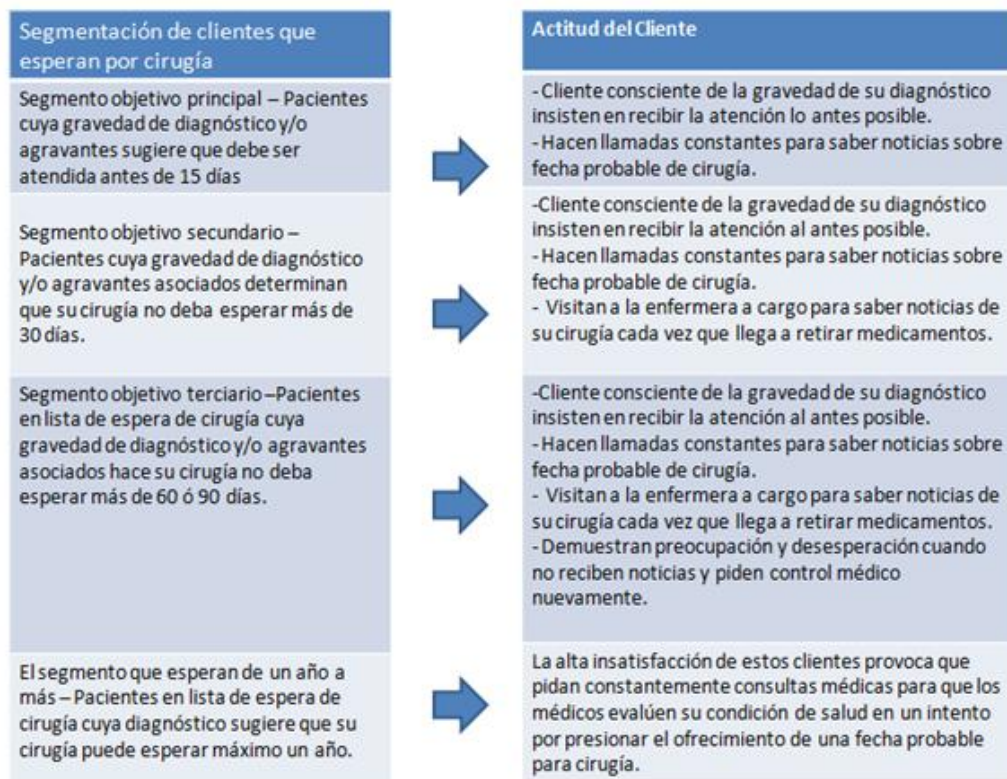 Segmentación de clientes que
esperan por cirugía
Segmento objetivo principal – Pacientes
cuya gravedad de diagnóstico y/o
agravantes sugiere que debe ser
atendida antes de 15 días
Segmento objetivo secundario –
Pacientes cuya gravedad de diagnóstico
y/o agravantes asociados determinan
que su cirugía no deba esperar más de
30 días.
Segmento objetivo terciario –Pacientes
en lista de espera de cirugía cuya
gravedad de diagnóstico y/o agravantes
asociados hace su cirugía no deba
esperar más de 60 ó 90 días.
El segmento que esperan de un año a
más – Pacientes en lista de espera de
cirugía cuya diagnóstico sugiere que su
cirugía puede esperar máximo un año.
Actitud del Cliente
- Cliente consciente de la gravedad de su diagnóstico
insisten en recibir la atención lo antes posible.
- Hacen llamadas constantes para saber noticias sobre
fecha probable de cirugía.
-Cliente consciente de la gravedad de su diagnóstico
insisten en recibir la atención al antes posible.
- Hacen llamadas constantes para saber noticias sobre
fecha probable de cirugía.
- Visitan a la enfermera a cargo para saber noticias de
su cirugía cada vez que llega a retirar medicamentos.
-Cliente consciente de la gravedad de su diagnóstico
insisten en recibir la atención al antes posible.
- Hacen llamadas constantes para saber noticias sobre
fecha probable de cirugía.
- Visitan a la enfermera a cargo para saber noticias de
su cirugía cada vez que llega a retirar medicamentos.
- Demuestran preocupación y desesperación cuando
no reciben noticias y piden control médico
nuevamente.
La alta insatisfacción de estos clientes provoca que
pidan constantemente consultas médicas para que los
médicos evalúen su condición de salud en un intento
por presionar el ofrecimiento de una fecha probable
para cirugía.